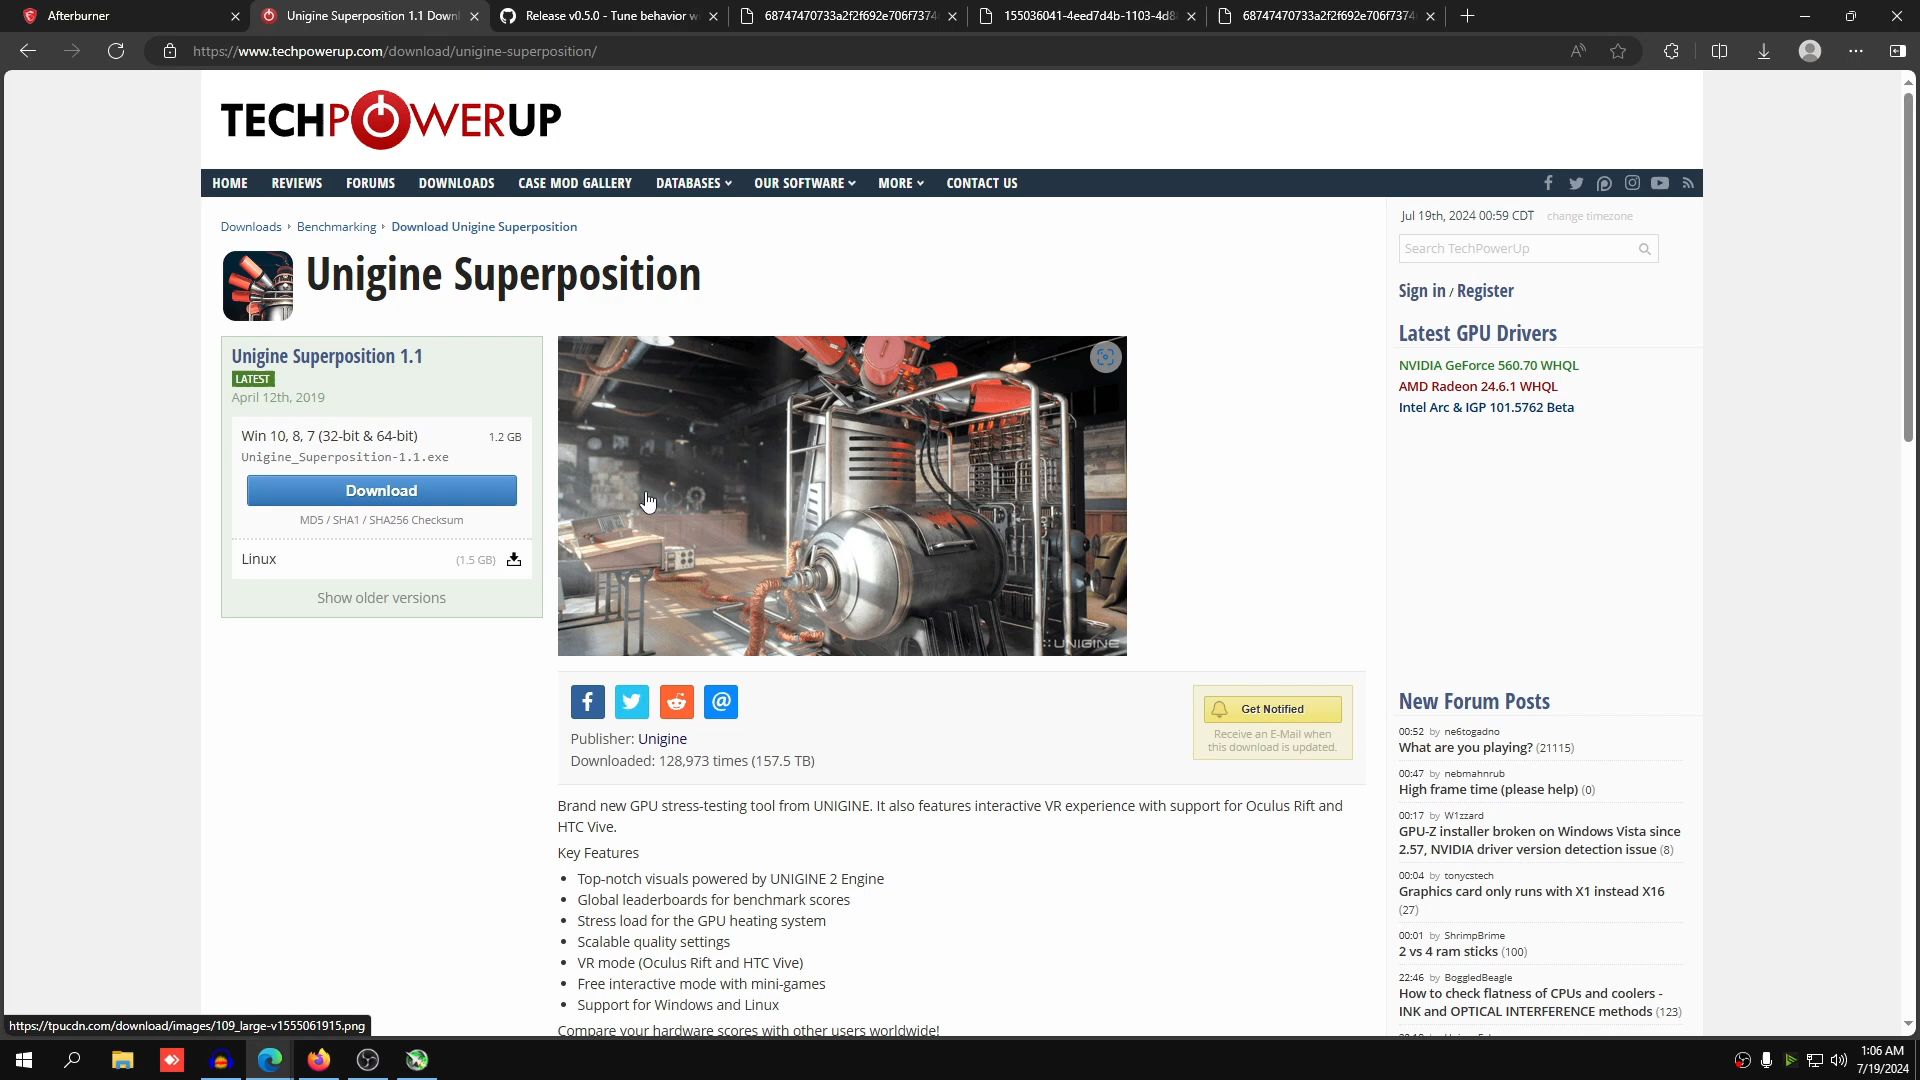 Afterburner
Unigine Superposition 1.1 Downl
Release v0.5.0 - Tune behavior w
68747470733a2f2f692e706f7374
155036041-4eed7d4b-1103-4d8
68747470733a2f2f692e706f7374
https://www.techpowerup.com/download/unigine-superposition/
TECHPOWERUP
HOME
REVIEWS
FORUMS
DOWNLOADS
CASE MOD GALLERY
DATABASES
OUR SOFTWARE
MORE
CONTACT US
Downloads
Benchmarking
Download Unigine Superposition
Unigine Superposition
Unigine Superposition 1.1
LATEST
April 12th, 2019
Win 10, 8, 7 (32-bit & 64-bit)
1.2 GB
Unigine_Superposition-1.1.exe
Download
MD5 / SHA1 / SHA256 Checksum
Linux
(1.5 GB)
Show older versions
UNIGINE
Publisher: Unigine
Downloaded: 128,973 times (157.5 TB)
Get Notified
Receive an E-Mail when
this download is updated.
Brand new GPU stress-testing tool from UNIGINE. It also features interactive VR experience with support for Oculus Rift and
HTC Vive.
Key Features
• Top-notch visuals powered by UNIGINE 2 Engine
• Global leaderboards for benchmark scores
• Stress load for the GPU heating system
• Scalable quality settings
• VR mode (Oculus Rift and HTC Vive)
• Free interactive mode with mini-games
• Support for Windows and Linux
Compare your hardware scores with other users worldwide!
Jul 19th, 2024 00:59 CDT
change timezone
Search TechPowerUp
Sign in / Register
Latest GPU Drivers
NVIDIA GeForce 560.70 WHQL
AMD Radeon 24.6.1 WHQL
Intel Arc & IGP 101.5762 Beta
New Forum Posts
00:52 by ne6togadno
What are you playing? (21115)
00:47 by nebmahnrub
High frame time (please help) (0)
00:17 by W1zzard
GPU-Z installer broken on Windows Vista since
2.57, NVIDIA driver version detection issue (8)
00:04 by tonycstech
Graphics card only runs with X1 instead X16
(27)
00:01 by ShrimpBrime
2 vs 4 ram sticks (100)
22:46 by BoggledBeagle
How to check flatness of CPUs and coolers -
INK and OPTICAL INTERFERENCE methods (123)
https://tpucdn.com/download/images/109_large-v1555061915.png
1:06 AM
7/19/2024